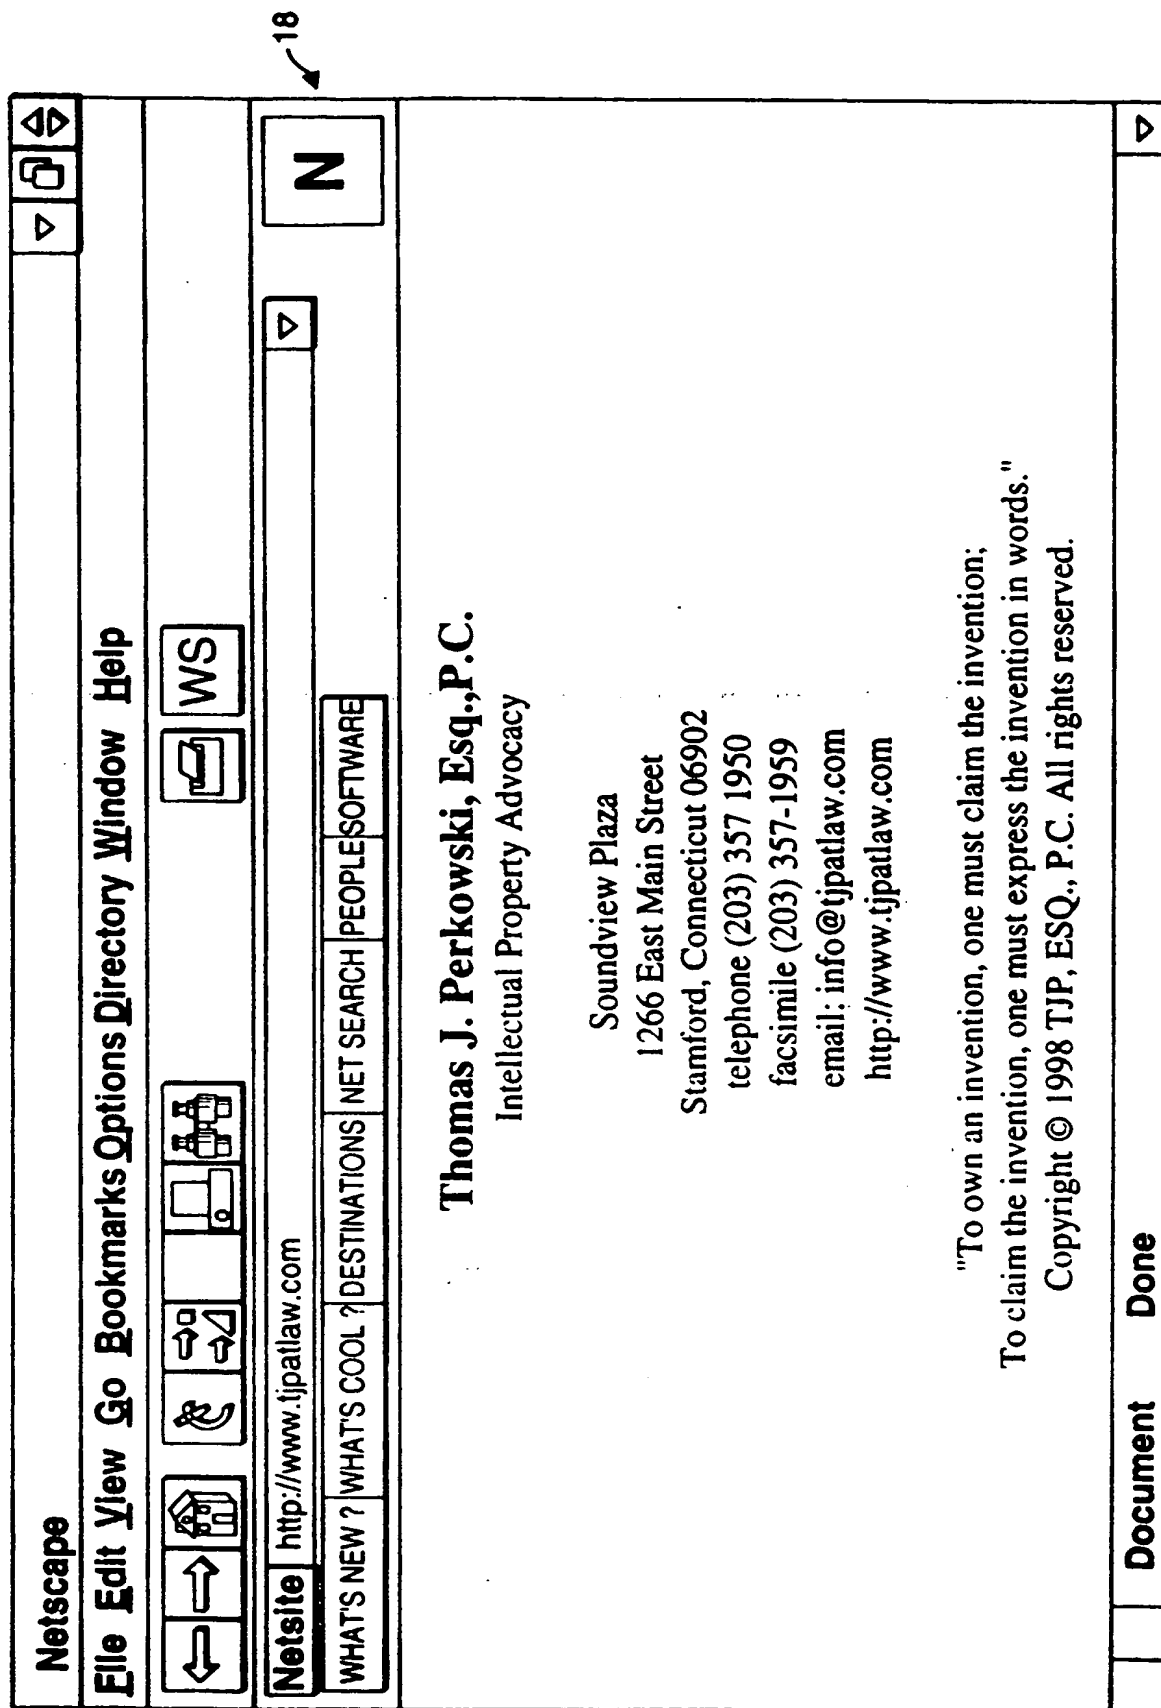 Netscape
File Edit View Go Bookmarks Options Directory Window Help
WS
Netsite http://www.tjpatlaw.com
N
18
WHAT'S NEW ? WHAT'S COOL ? DESTINATIONS NET SEARCH PEOPLE SOFTWARE
Thomas J. Perkowski, Esq.,P.C.
Intellectual Property Advocacy
Soundview Plaza
1266 East Main Street
Stamford, Connecticut 06902
telephone (203) 357 1950
facsimile (203) 357-1959
email: info@tjpatlaw.com
http://www.tjpatlaw.com
"To own an invention, one must claim the invention;
To claim the invention, one must express the invention in words."
Copyright © 1998 TJP, ESQ., P.C. All rights reserved.
Document Done